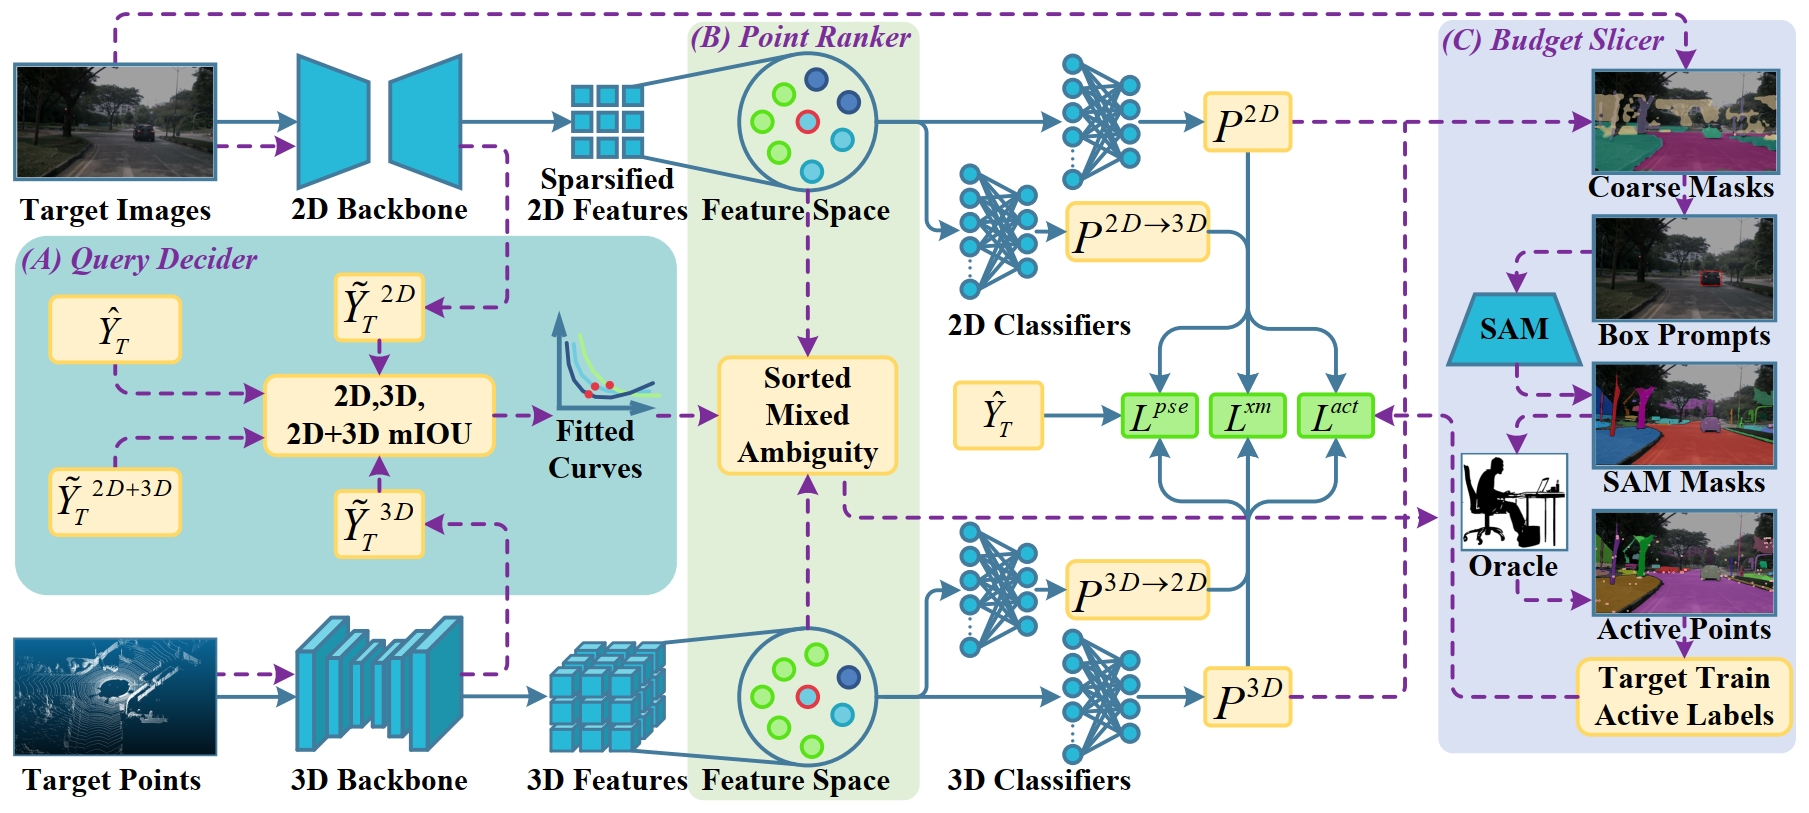 (B) Point Ranker
(C) Budget Slicer
Target Images
2D Backbone
Sparsified
2D Features
Feature Space
P^{2D}
P^{2D→3D}
2D Classifiers
Coarse Masks
Box Prompts
SAM
SAM Masks
Oracle
Active Points
Target Train
Active Labels
(A) Query Decider
\hat{Y}_T
\tilde{Y}_T^{2D}
2D,3D,
2D+3D mIOU
\tilde{Y}_T^{2D+3D}
\tilde{Y}_T^{3D}
Fitted
Curves
Sorted
Mixed
Ambiguity
\hat{Y}_T
L^{pse}
L^{xm}
L^{act}
P^{3D→2D}
P^{3D}
Target Points
3D Backbone
3D Features
Feature Space
3D Classifiers